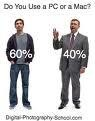 Do You Use a PC or a Mac?
60% 40%
Digital-Photography-School.com